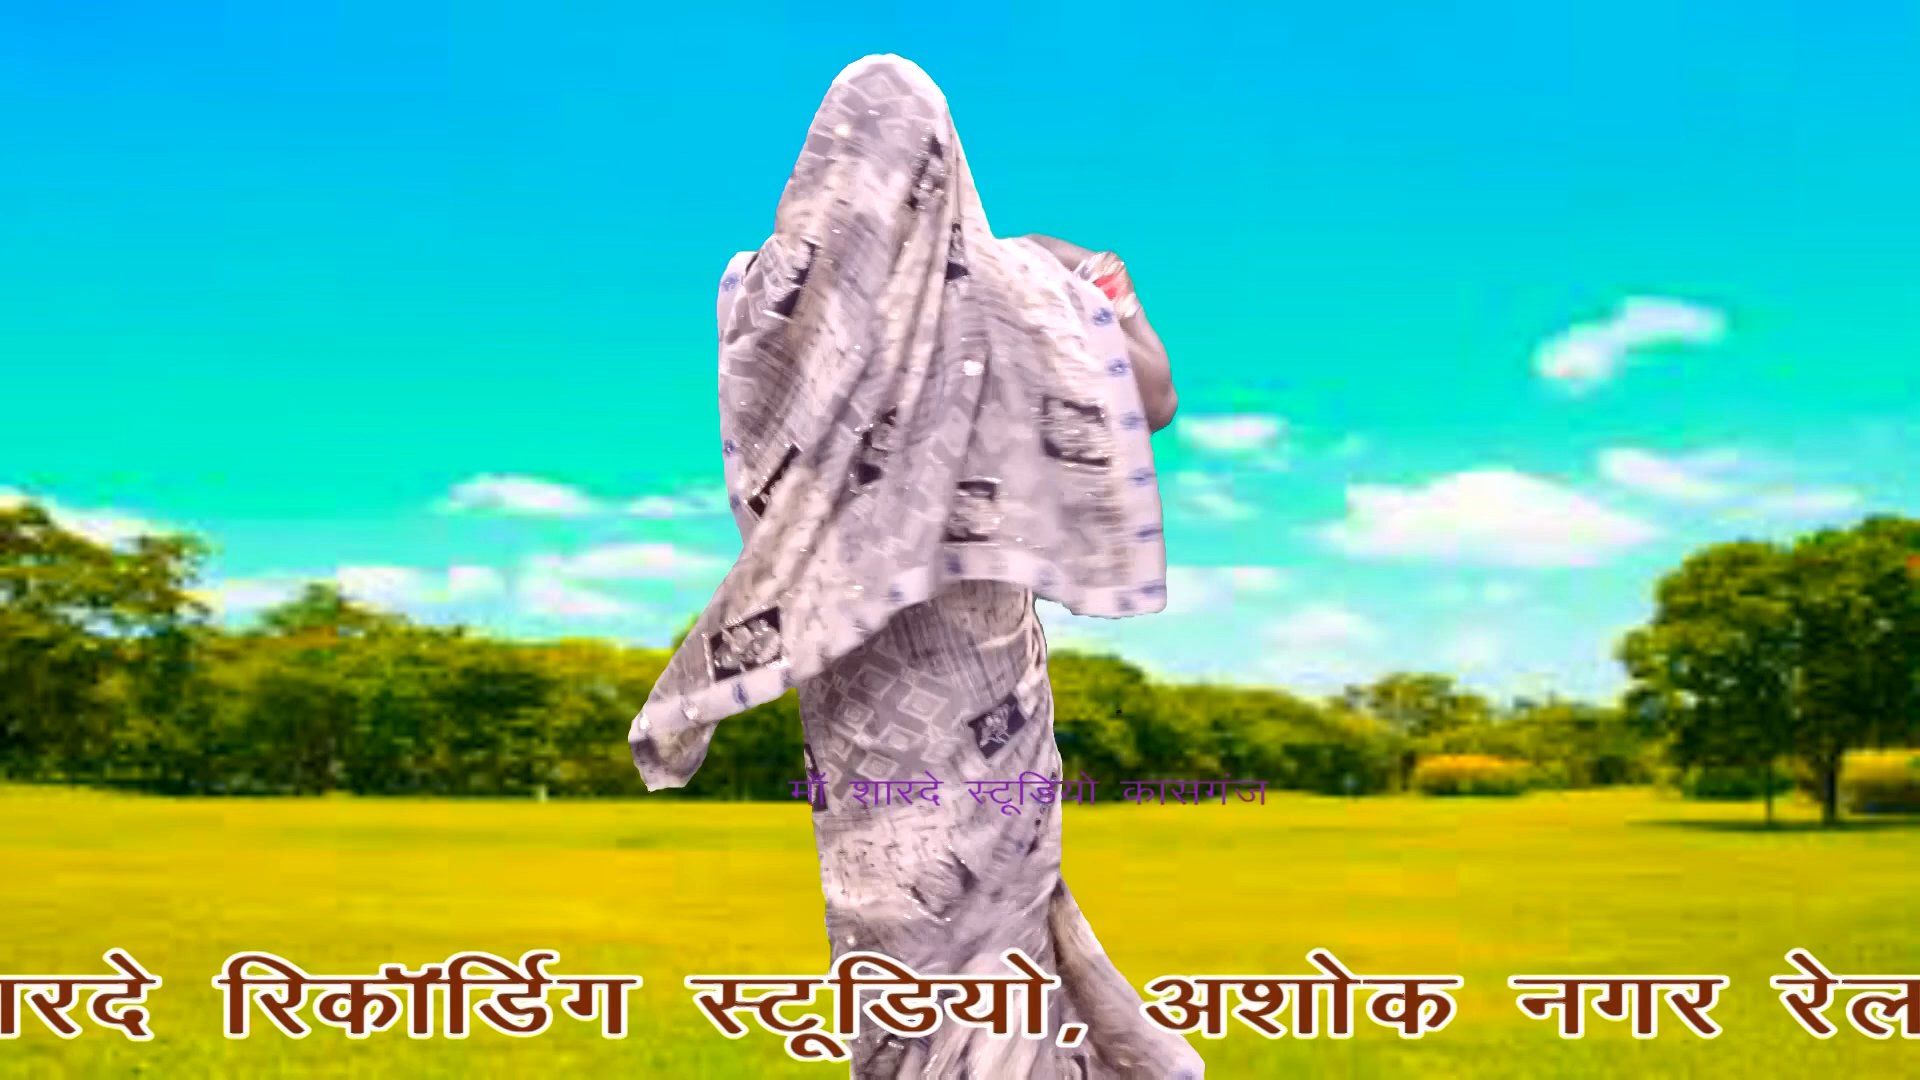 मॉ शारदे स्टूडियो कासगंज
ारदे रिकॉर्डिंग स्टूडियो, अशोक नगर रेल